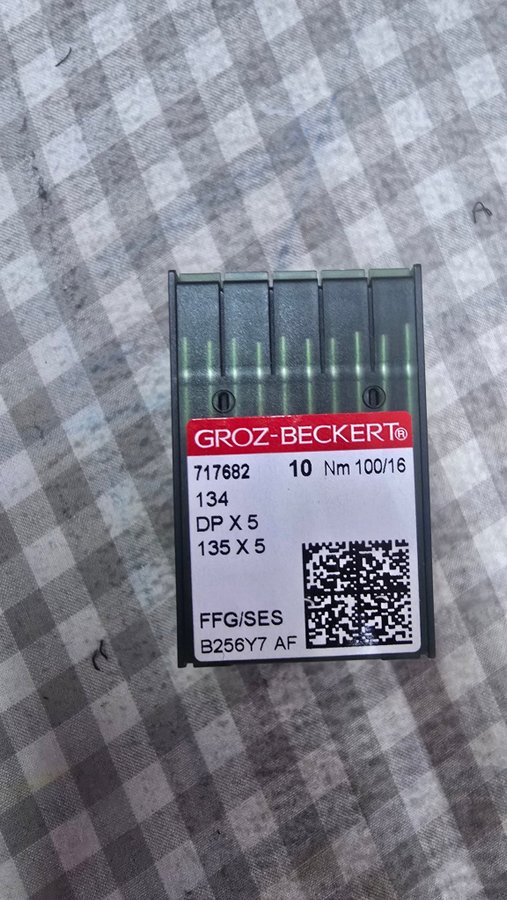 GROZ-BECKERT®
717682 10 Nm 100/16
134
DP X 5
135 X 5
FFG/SES
B256Y7 AF